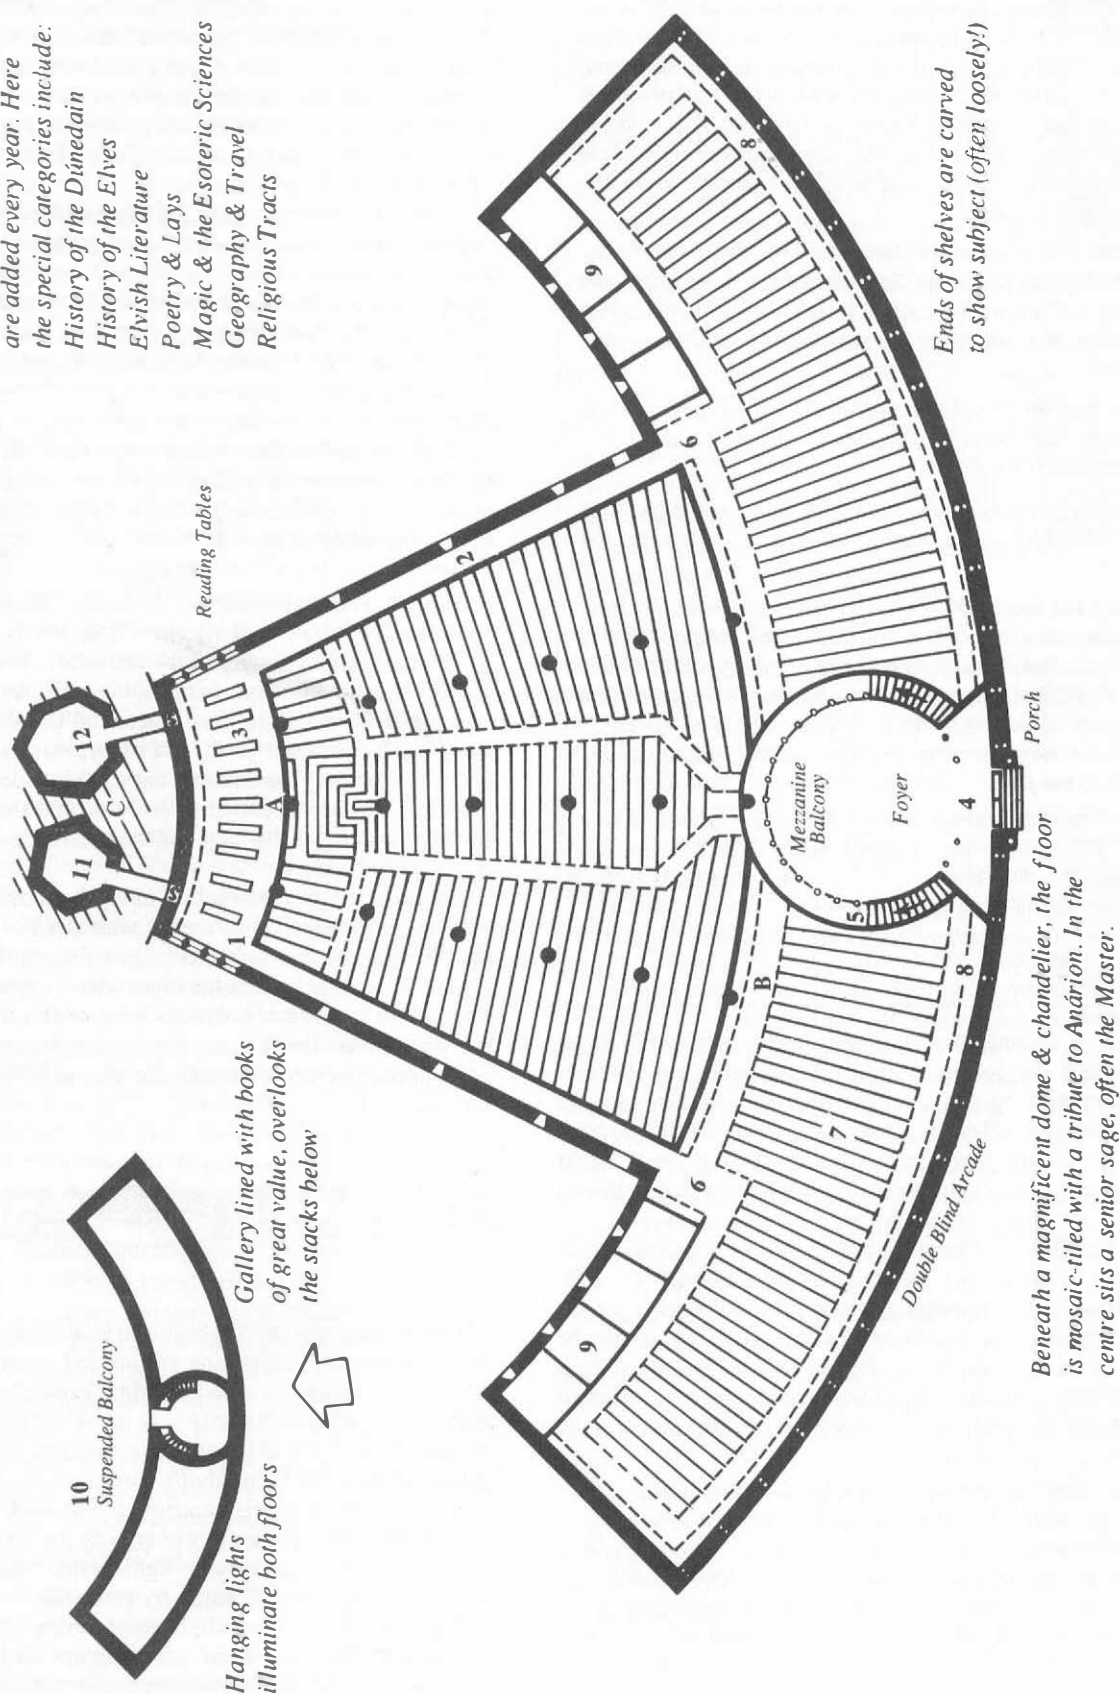 are added every year. Here
the special categories include:
History of the Dúnedain
History of the Elves
Elvish Literature
Poetry & Lays
Magic & the Esoteric Sciences
Geography & Travel
Religious Tracts
Ends of shelves are carved
to show subject (often loosely!)
Reading Tables
11
12
C
S
S
1
3
A
2
6
9
8
Mezzanine
Balcony
Foyer
4
Porch
5
B
7
8
6
9
Double Blind Arcade
10
Suspended Balcony
Gallery lined with books
of great value, overlooks
the stacks below
Hanging lights
illuminate both floors
Beneath a magnificent dome & chandelier, the floor
is mosaic-tiled with a tribute to Anárion. In the
centre sits a senior sage, often the Master.